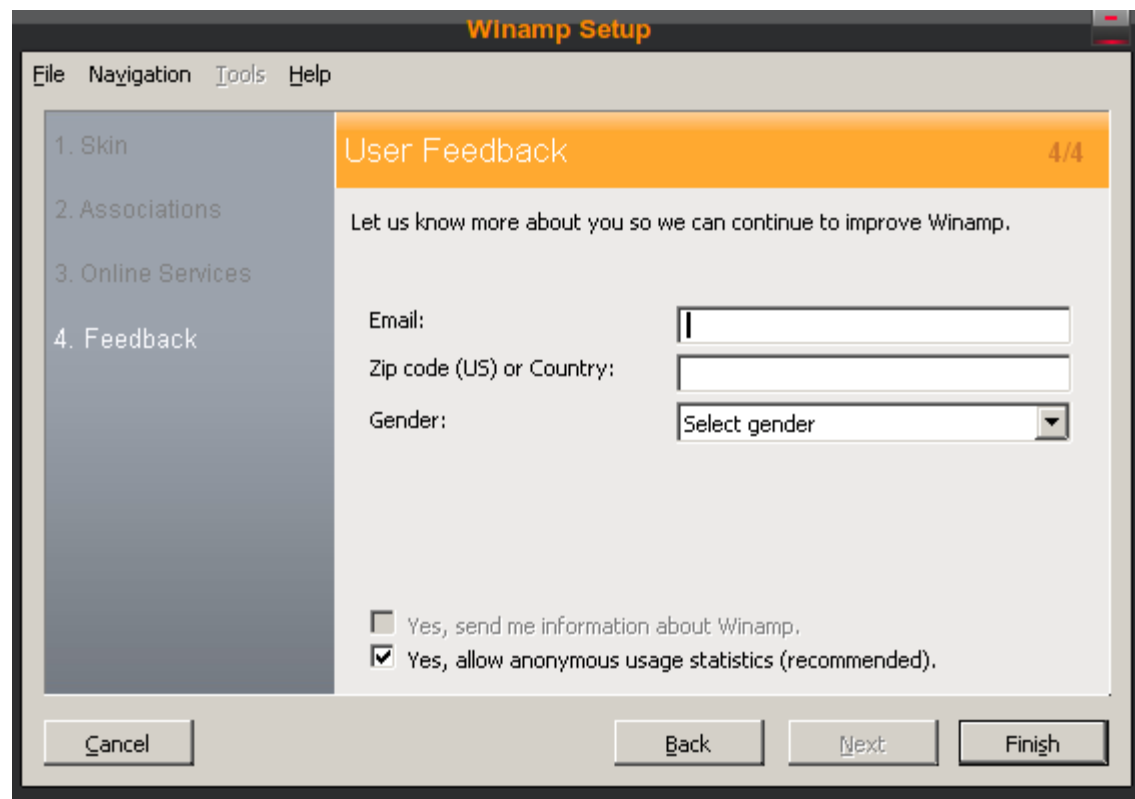 Winamp Setup
File Navigation Tools Help
1. Skin
2. Associations
3. Online Services
4. Feedback
User Feedback 4/4
Let us know more about you so we can continue to improve Winamp.
Email:
Zip code (US) or Country:
Gender: Select gender
Yes, send me information about Winamp.
Yes, allow anonymous usage statistics (recommended).
Cancel Back Next Finish